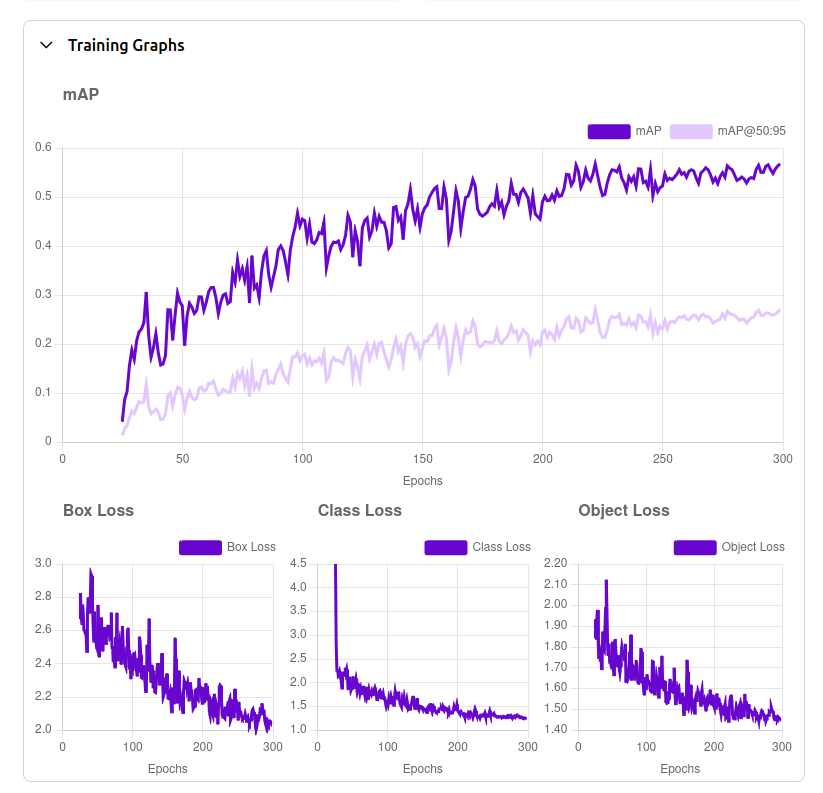 Training Graphs
mAP
mAP mAP@50:95
0.6
0.5
0.4
0.3
0.2
0.1
0
0 50 100 150 200 250 300
Epochs
Box Loss Class Loss Object Loss
Box Loss Class Loss Object Loss
3.0
2.8
2.6
2.4
2.2
2.0
0 100 200 300
Epochs
4.5
4.0
3.5
3.0
2.5
2.0
1.5
1.0
0 100 200 300
Epochs
2.20
2.10
2.00
1.90
1.80
1.70
1.60
1.50
1.40
0 100 200 300
Epochs